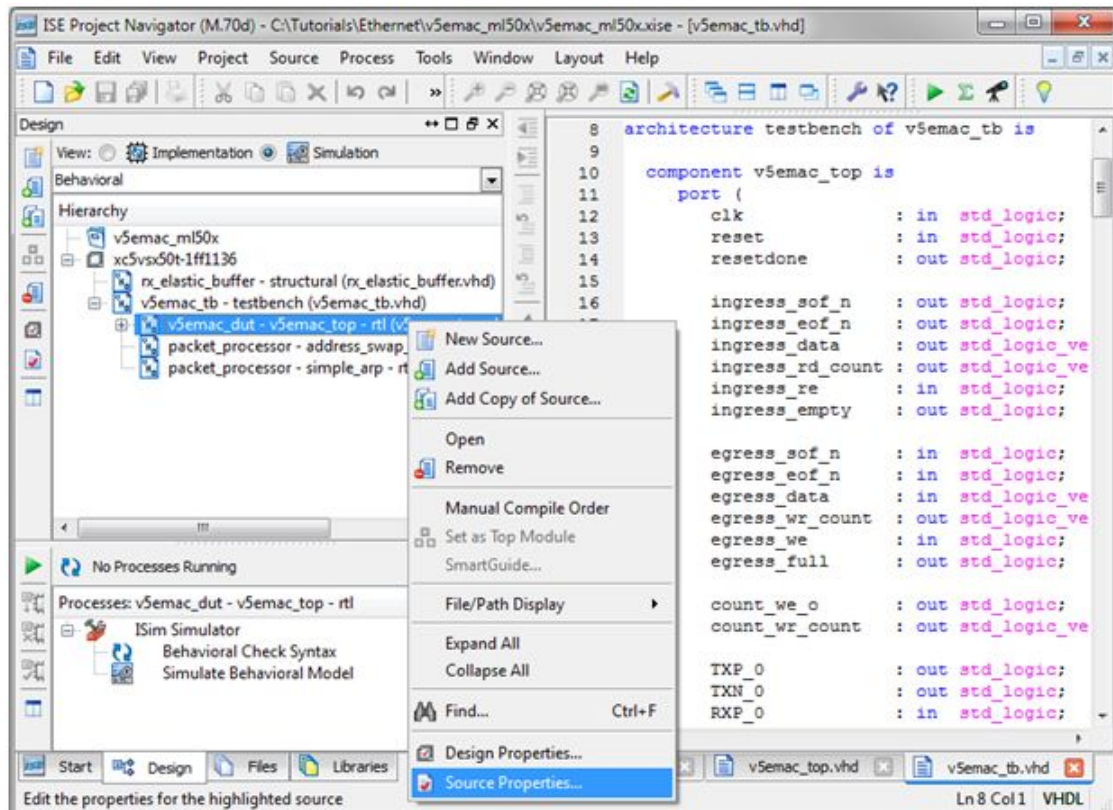 ISE Project Navigator (M.70d) - C:\Tutorials\Ethernet\v5emac_ml50x\v5emac_ml50x.xise - [v5emac_tb.vhd]
File Edit View Project Source Process Tools Window Layout Help
Design
View: Implementation Simulation
Behavioral
Hierarchy
v5emac_ml50x
xc5vsx50t-1ff1136
rx_elastic_buffer - structural (rx_elastic_buffer.vhd)
v5emac_tb - testbench (v5emac_tb.vhd)
v5emac_dut - v5emac_top - rtl (v5
packet_processor - address_swap_
packet_processor - simple_arp - rt
No Processes Running
Processes: v5emac_dut - v5emac_top - rtl
ISim Simulator
Behavioral Check Syntax
Simulate Behavioral Model
New Source...
Add Source...
Add Copy of Source...
Open
Remove
Manual Compile Order
Set as Top Module
SmartGuide...
File/Path Display
Expand All
Collapse All
Find... Ctrl+F
Design Properties...
Source Properties...
8 architecture testbench of v5emac_tb is
9
10 component v5emac_top is
11 port (
12 clk : in std_logic;
13 reset : in std_logic;
14 resetdone : out std_logic;
15
16 ingress_sof_n : out std_logic;
ingress_eof_n : out std_logic;
ingress_data : out std_logic_ve
ingress_rd_count : out std_logic_ve
ingress_re : in std_logic;
ingress_empty : out std_logic;
egress_sof_n : in std_logic;
egress_eof_n : in std_logic;
egress_data : in std_logic_ve
egress_wr_count : out std_logic_ve
egress_we : in std_logic;
egress_full : out std_logic;
count_we_o : out std_logic;
count_wr_count : out std_logic_ve
TXP_0 : out std_logic;
TXN_0 : out std_logic;
RXP_0 : in std_logic;
Start Design Files Libraries
v5emac_top.vhd v5emac_tb.vhd
Edit the properties for the highlighted source
Ln 8 Col 1 VHDL